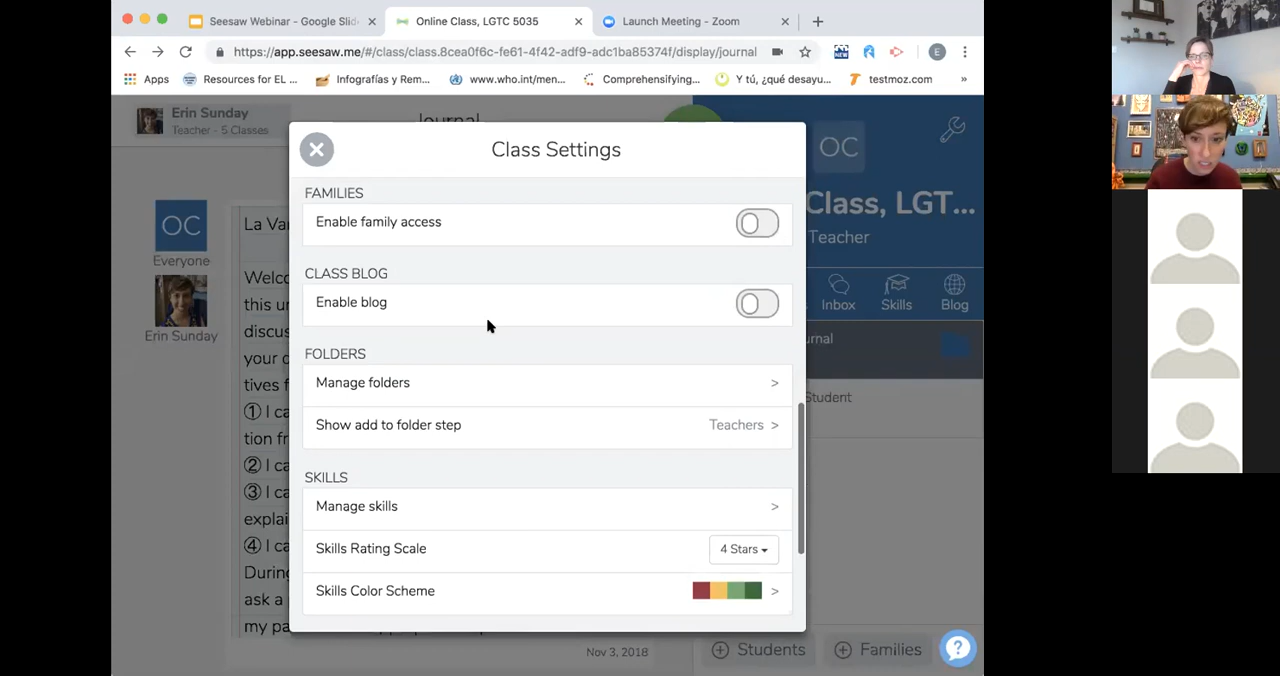 Seesaw Webinar - Google Slid
Online Class, LGTC 5035
Launch Meeting - Zoom
https://app.seesaw.me/#/class/class.8cea0f6c-fe61-4f42-adf9-adc1ba85374f/display/journal
NEW
E
Apps
Resources for EL ...
Infografías y Rem...
www.who.int/men...
Comprehensifying...
Y tú, ¿qué desayu...
testmoz.com
»
Erin Sunday
Teacher - 5 Classes
Journal
Class Settings
OC
Everyone
Erin Sunday
La Va
Welco
this u
discus
your d
tives f
① I ca
tion fr
② I ca
③ I ca
explai
④ I ca
During
ask a
my pa
Nov 3, 2018
FAMILIES
Enable family access
CLASS BLOG
Enable blog
FOLDERS
Manage folders >
Show add to folder step Teachers >
SKILLS
Manage skills >
Skills Rating Scale 4 Stars
Skills Color Scheme >
OC
Class, LGT...
Teacher
Inbox
Skills
Blog
urnal
Student
Students
Families
?